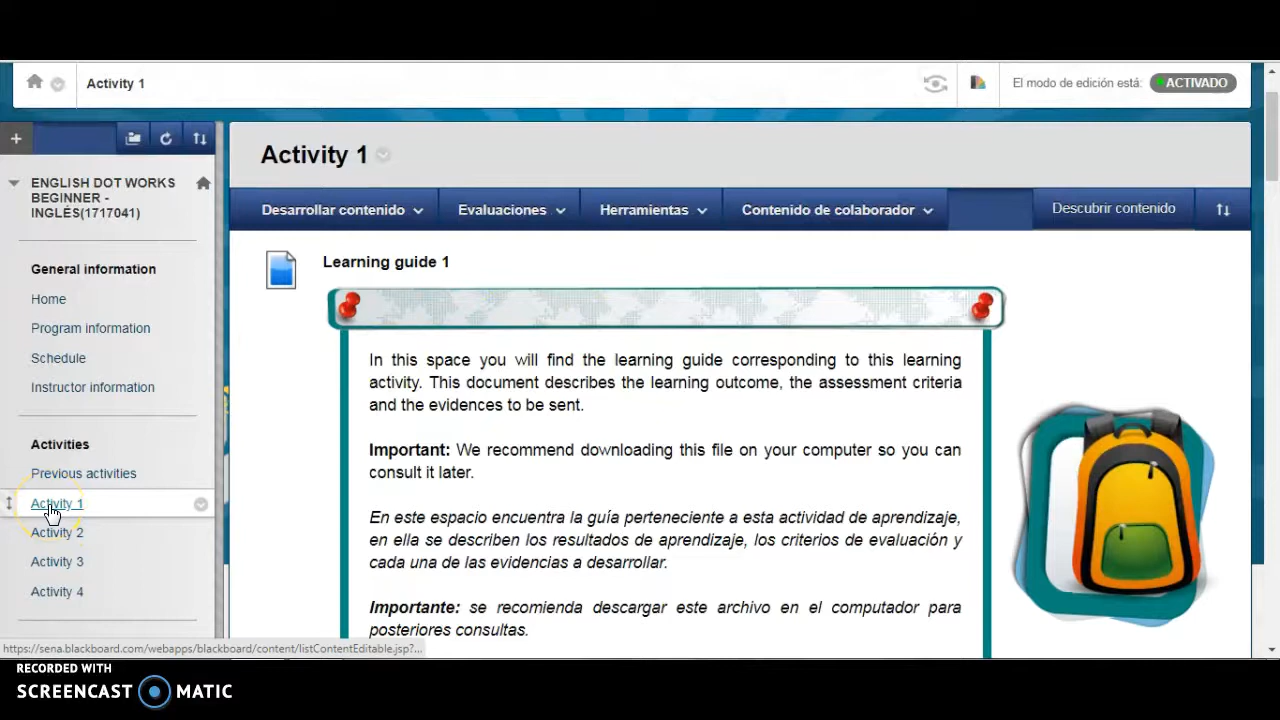 Activity 1
El modo de edición está: ACTIVADO
ENGLISH DOT WORKS
BEGINNER -
INGLÉS(1717041)
General information
Home
Program information
Schedule
Instructor information
Activities
Previous activities
Activity 1
Activity 2
Activity 3
Activity 4
Activity 1
Desarrollar contenido Evaluaciones Herramientas Contenido de colaborador Descubrir contenido
Learning guide 1
In this space you will find the learning guide corresponding to this learning
activity. This document describes the learning outcome, the assessment criteria
and the evidences to be sent.
Important: We recommend downloading this file on your computer so you can
consult it later.
En este espacio encuentra la guía perteneciente a esta actividad de aprendizaje,
en ella se describen los resultados de aprendizaje, los criterios de evaluación y
cada una de las evidencias a desarrollar.
Importante: se recomienda descargar este archivo en el computador para
posteriores consultas.
https://sena.blackboard.com/webapps/blackboard/content/listContentEditable.jsp?...
RECORDED WITH
SCREENCAST MATIC